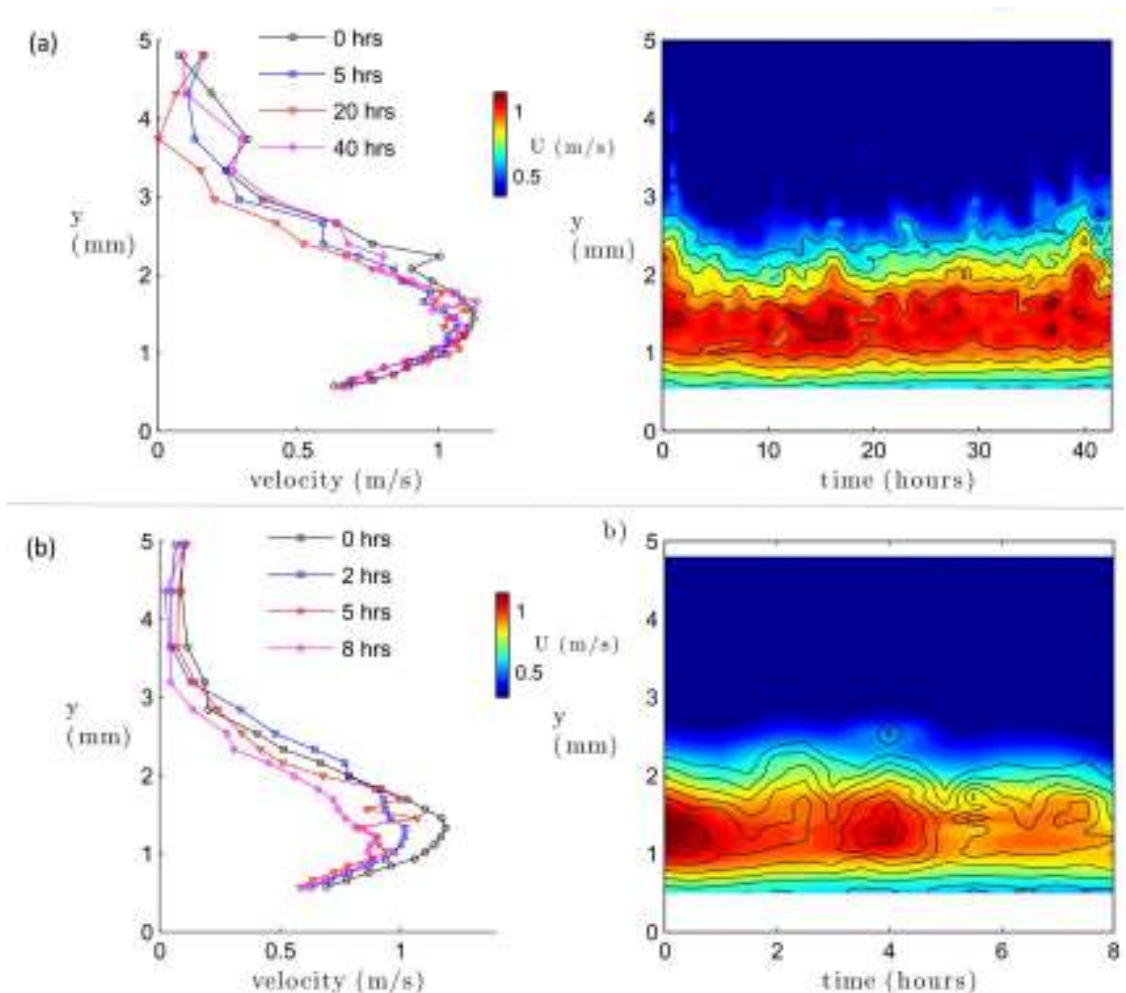 (a)
0 hrs
5 hrs
20 hrs
40 hrs
5
4
3
2
1
0
y
(mm)
0 0.5 1
velocity (m/s)
1
U (m/s)
0.5
5
4
3
2
1
0
y
(mm)
0 10 20 30 40
time (hours)
(b)
0 hrs
2 hrs
5 hrs
8 hrs
5
4
3
2
1
0
y
(mm)
0 0.5 1
velocity (m/s)
1
U (m/s)
0.5
b)
5
4
3
2
1
0
y
(mm)
0 2 4 6 8
time (hours)